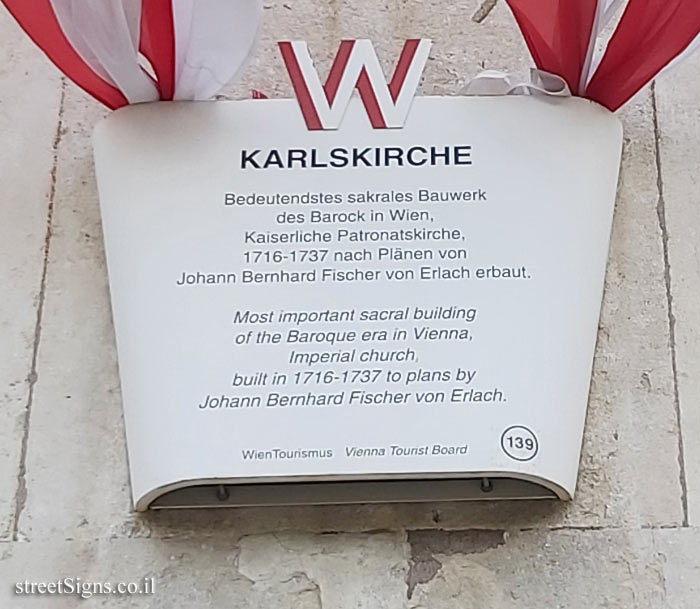 W
KARLSKIRCHE
Bedeutendstes sakrales Bauwerk
des Barock in Wien,
Kaiserliche Patronatskirche,
1716-1737 nach Plänen von
Johann Bernhard Fischer von Erlach erbaut.
Most important sacral building
of the Baroque era in Vienna,
Imperial church,
built in 1716-1737 to plans by
Johann Bernhard Fischer von Erlach.
WienTourismus Vienna Tourist Board 139
streetSigns.co.il